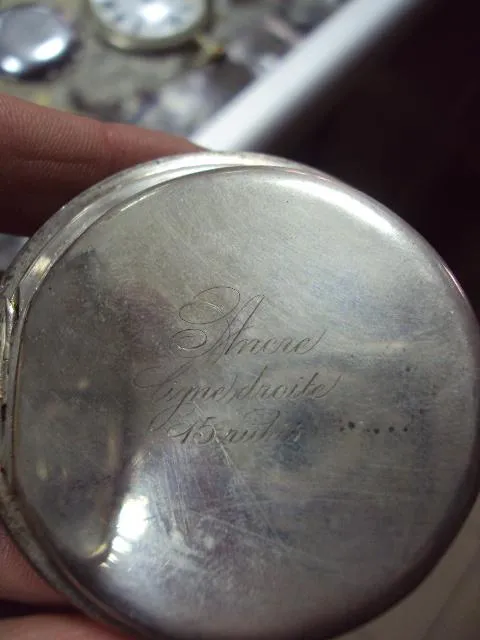 Ancre
Ligne droite
15 rubis